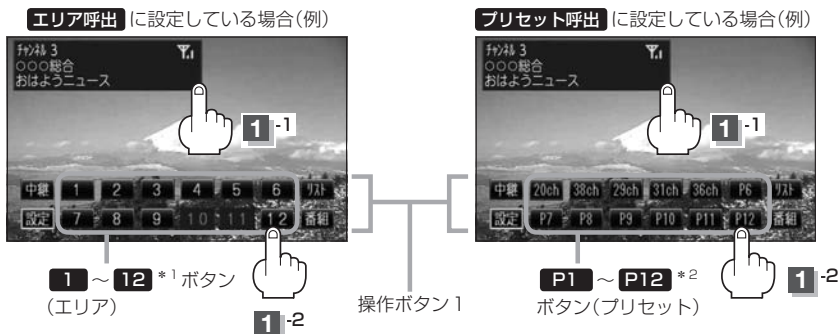 エリア呼出 に設定している場合(例)
チャンネル 3
○○○総合
おはようニュース
1-1
中継 1 2 3 4 5 6 リスト
設定 7 8 9 10 11 12 番組
1 ～ 12 *1 ボタン
(エリア)
1-2
操作ボタン1
プリセット呼出 に設定している場合(例)
チャンネル 3
○○○総合
おはようニュース
1-1
中継 20ch 38ch 29ch 31ch 36ch P6 リスト
設定 P7 P8 P9 P10 P11 P12 番組
P1 ～ P12 *2
ボタン(プリセット)
1-2